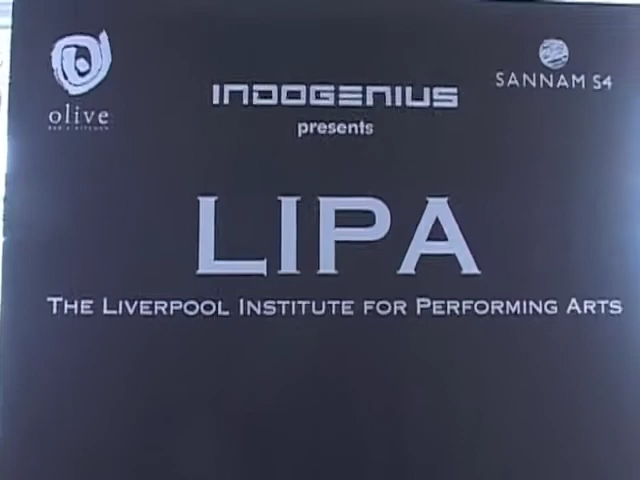 olive
BAR & KITCHEN
SANNAM S4
INDOGENIUS
presents
LIPA
THE LIVERPOOL INSTITUTE FOR PERFORMING ARTS